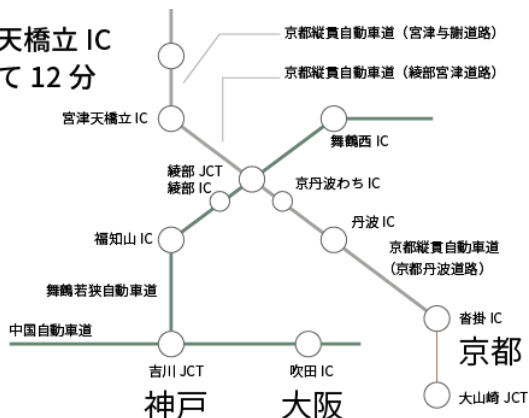 天橋立 IC
て 12 分
京都縦貫自動車道（宮津与謝道路）
京都縦貫自動車道（綾部宮津道路）
宮津天橋立 IC
舞鶴西 IC
綾部 JCT
綾部 IC
京丹波わち IC
丹波 IC
福知山 IC
京都縦貫自動車道
（京都丹波道路）
舞鶴若狭自動車道
沓掛 IC
中国自動車道
京都
吉川 JCT
吹田 IC
大山崎 JCT
神戸
大阪